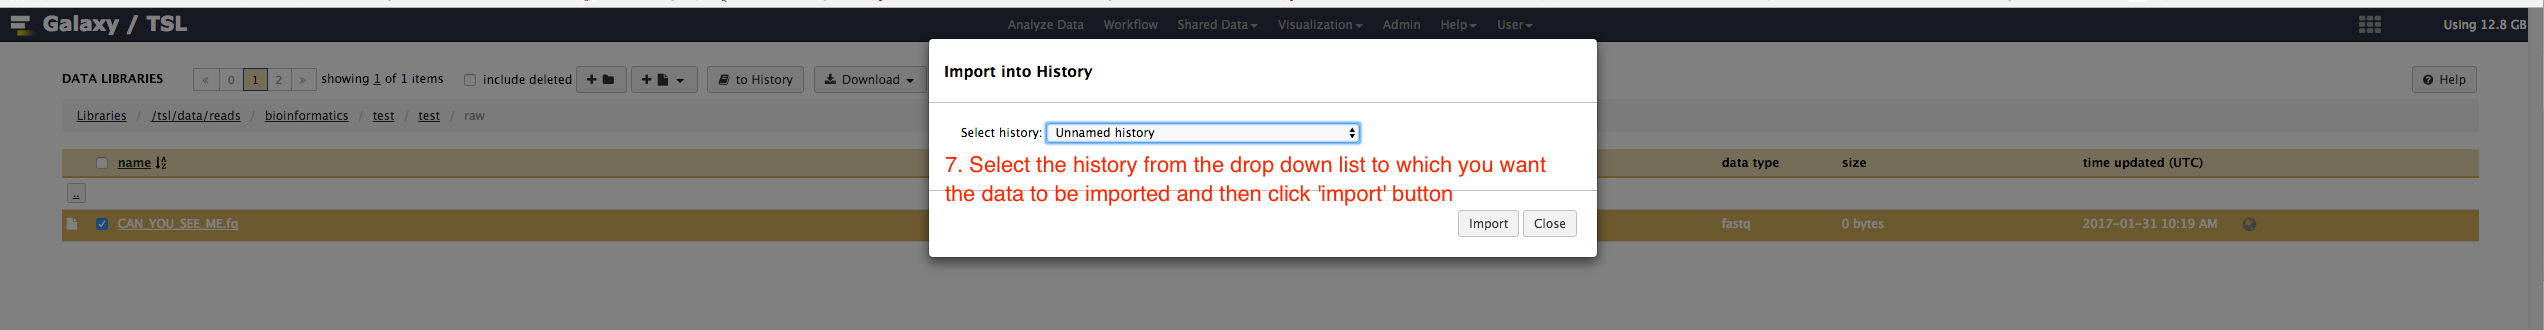 Galaxy / TSL
Analyze Data Workflow Shared Data Visualization Admin Help User
Using 12.8 GB
DATA LIBRARIES « 0 1 2 » showing 1 of 1 items include deleted to History Download
Help
Libraries / /tsl/data/reads / bioinformatics / test / test / raw
name data type size time updated (UTC)
..
CAN_YOU_SEE_ME.fq fastq 0 bytes 2017-01-31 10:19 AM
Import into History
Select history: Unnamed history
7. Select the history from the drop down list to which you want
the data to be imported and then click 'import' button
Import Close